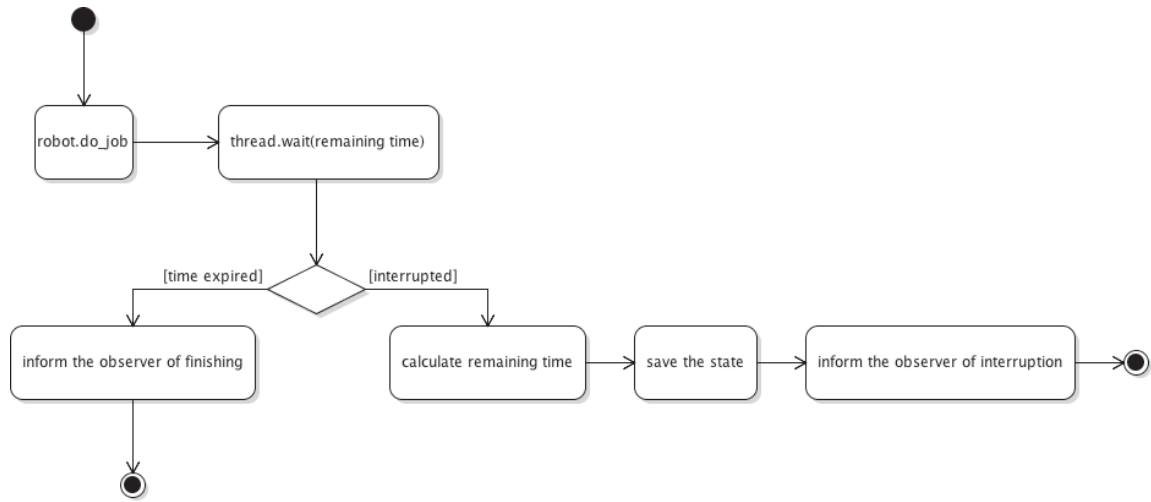 robot.do_job
thread.wait(remaining time)
[time expired]
[interrupted]
inform the observer of finishing
calculate remaining time
save the state
inform the observer of interruption